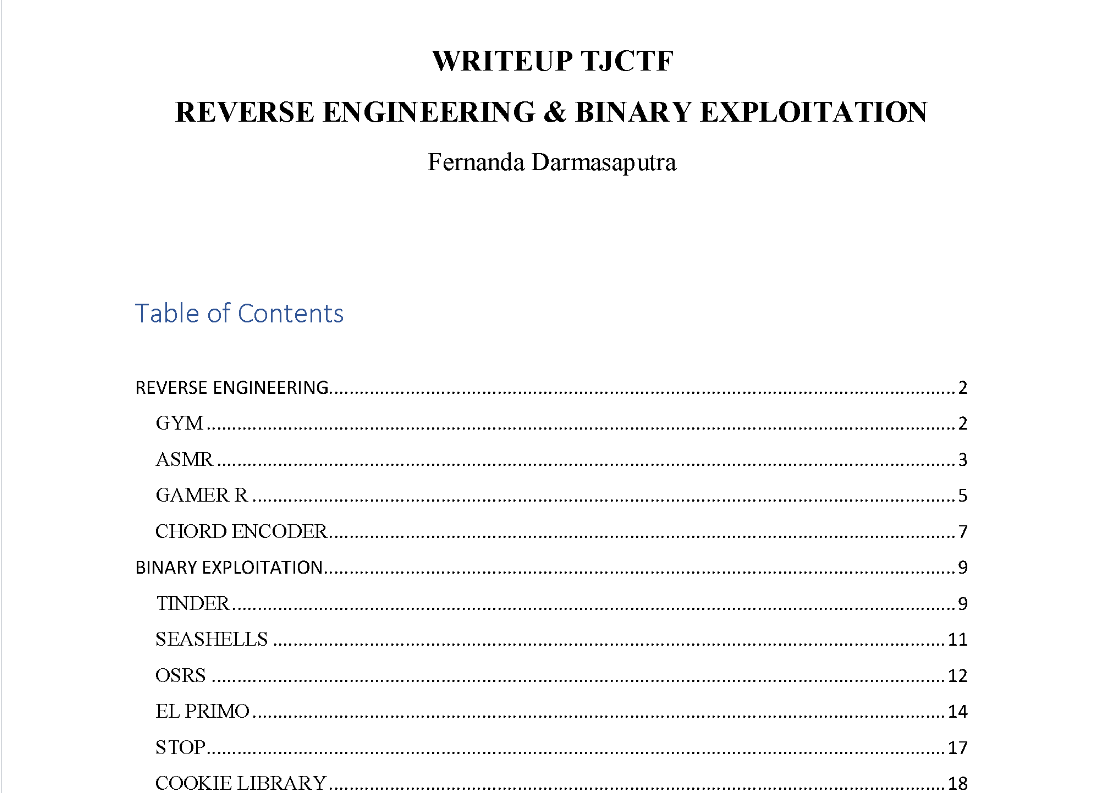 WRITEUP TJCTF
REVERSE ENGINEERING & BINARY EXPLOITATION
Fernanda Darmasaputra
Table of Contents
REVERSE ENGINEERING 2
GYM 2
ASMR 3
GAMER R 5
CHORD ENCODER 7
BINARY EXPLOITATION 9
TINDER 9
SEASHELLS 11
OSRS 12
EL PRIMO 14
STOP 17
COOKIE LIBRARY 18